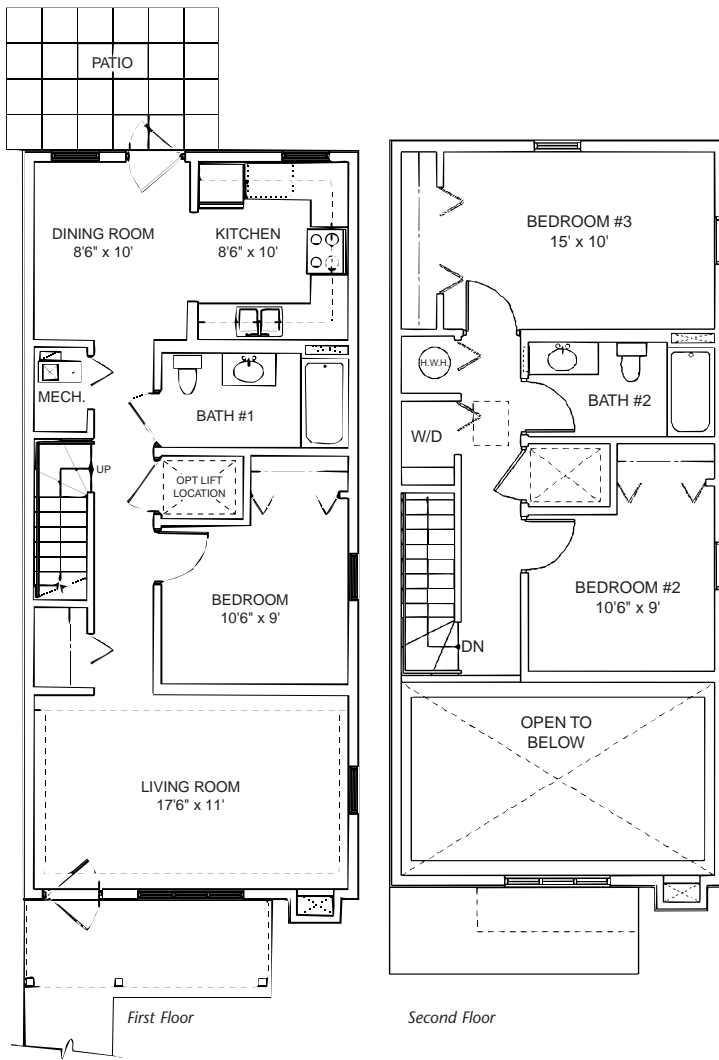 PATIO
DINING ROOM
8'6" x 10'
KITCHEN
8'6" x 10'
MECH.
BATH #1
UP
OPT LIFT
LOCATION
BEDROOM
10'6" x 9'
LIVING ROOM
17'6" x 11'
First Floor
BEDROOM #3
15' x 10'
H.W.H.
BATH #2
W/D
BEDROOM #2
10'6" x 9'
DN
OPEN TO
BELOW
Second Floor